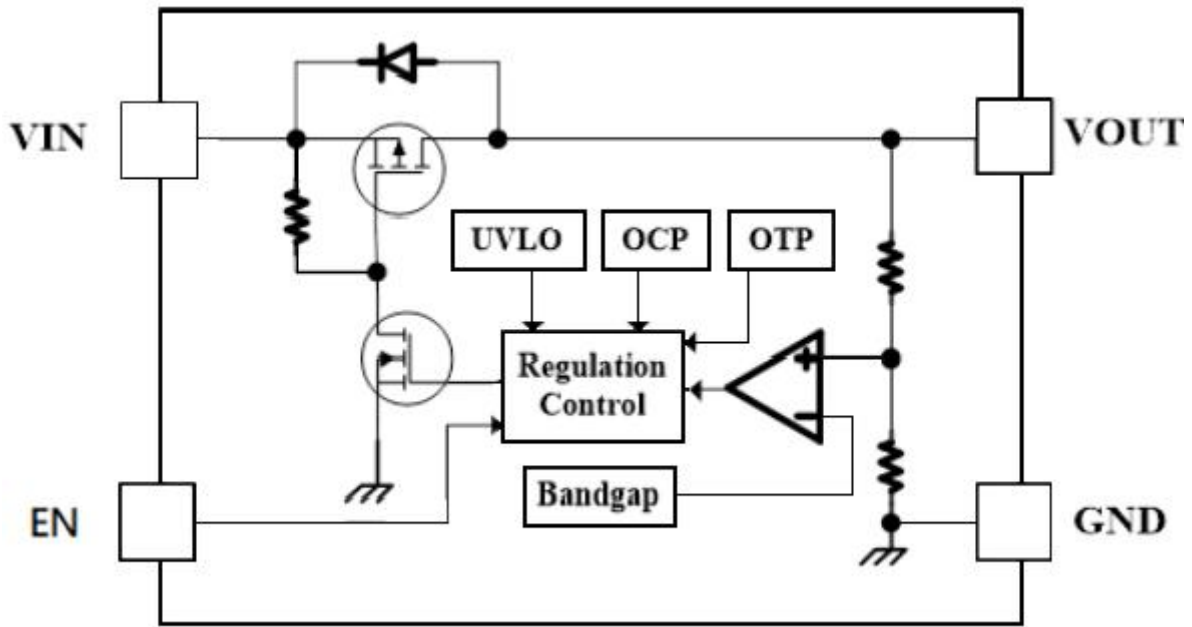 VIN
VOUT
UVLO
OCP
OTP
Regulation
Control
+
-
Bandgap
EN
GND